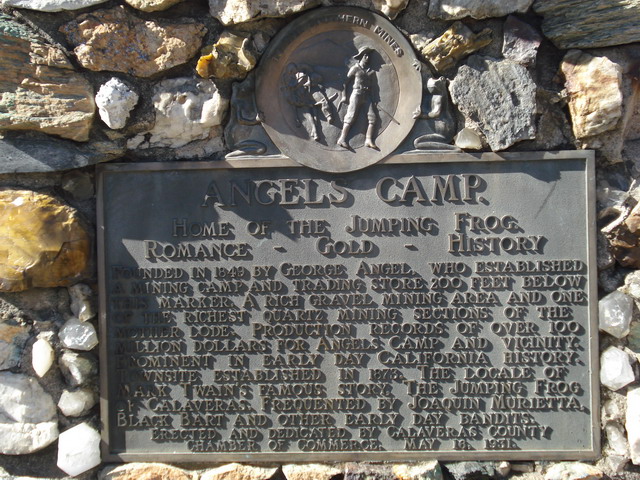 SOUTHERN MINES
ANGELS CAMP.
HOME OF THE JUMPING FROG.
ROMANCE - GOLD - HISTORY
FOUNDED IN 1849 BY GEORGE ANGEL, WHO ESTABLISHED
A MINING CAMP AND TRADING STORE 200 FEET BELOW
THIS MARKER. A RICH GRAVEL MINING AREA AND ONE
OF THE RICHEST QUARTZ MINING SECTIONS OF THE
MOTHER LODE. PRODUCTION RECORDS OF OVER 100
MILLION DOLLARS FOR ANGELS CAMP AND VICINITY.
PROMINENT IN EARLY DAY CALIFORNIA HISTORY.
TOWNSITE ESTABLISHED IN 1873. THE LOCALE OF
MARK TWAIN'S FAMOUS STORY, THE JUMPING FROG
OF CALAVERAS. FREQUENTED BY JOAQUIN MURIETTA,
BLACK BART AND OTHER EARLY DAY BANDITS.
ERECTED AND DEDICATED BY CALAVERAS COUNTY
CHAMBER OF COMMERCE. MAY 18, 1931.